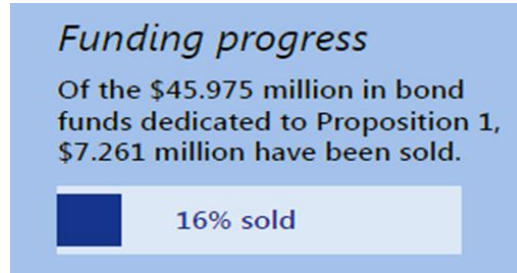 Funding progress
Of the $45.975 million in bond
funds dedicated to Proposition 1,
$7.261 million have been sold.
16% sold